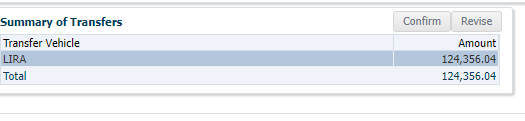 Summary of Transfers Confirm Revise
Transfer Vehicle Amount
LIRA 124,356.04
Total 124,356.04